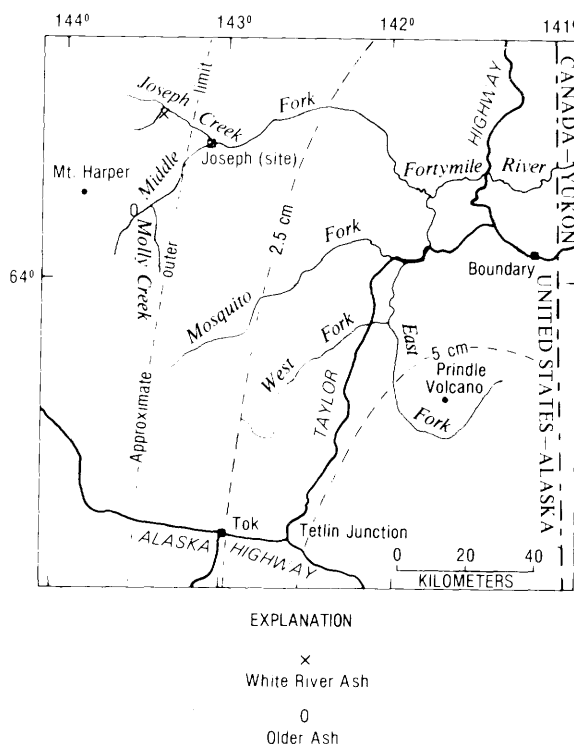 144° 143° 142° 141°
Joseph Creek
limit
Fork
HIGHWAY
CANADA–YUKON
Joseph (site)
Mt. Harper
Middle
Fortymile River
O
Molly Creek
outer
2.5 cm
Fork
64°
Boundary
Mosquito
West Fork
East
5 cm
Prindle
Volcano
Fork
UNITED STATES–ALASKA
Approximate
TAYLOR
Tok
Tetlin Junction
ALASKA HIGHWAY
0 20 40
KILOMETERS
EXPLANATION
×
White River Ash
O
Older Ash